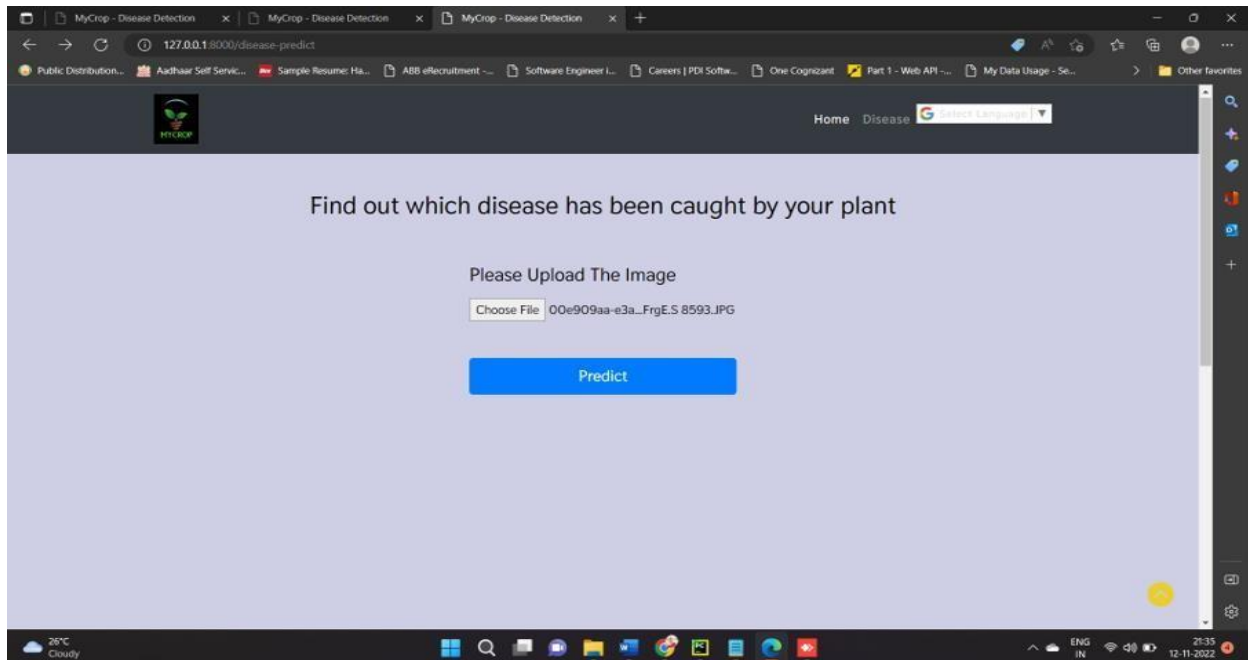 MyCrop - Disease Detection MyCrop - Disease Detection MyCrop - Disease Detection
127.0.0.1:8000/disease-predict
Public Distribution... Aadhaar Self Servic... Sample Resume: Ha... ABB eRecruitment -... Software Engineer i... Careers | PDI Softw... One Cognizant Part 1 - Web API -... My Data Usage - Se... Other favorites
MYCROP
Home Disease Select Language ▼
Find out which disease has been caught by your plant
Please Upload The Image
Choose File 00e909aa-e3a...FrgE.S 8593.JPG
Predict
26°C
Cloudy
ENG
IN
21:35
12-11-2022
4